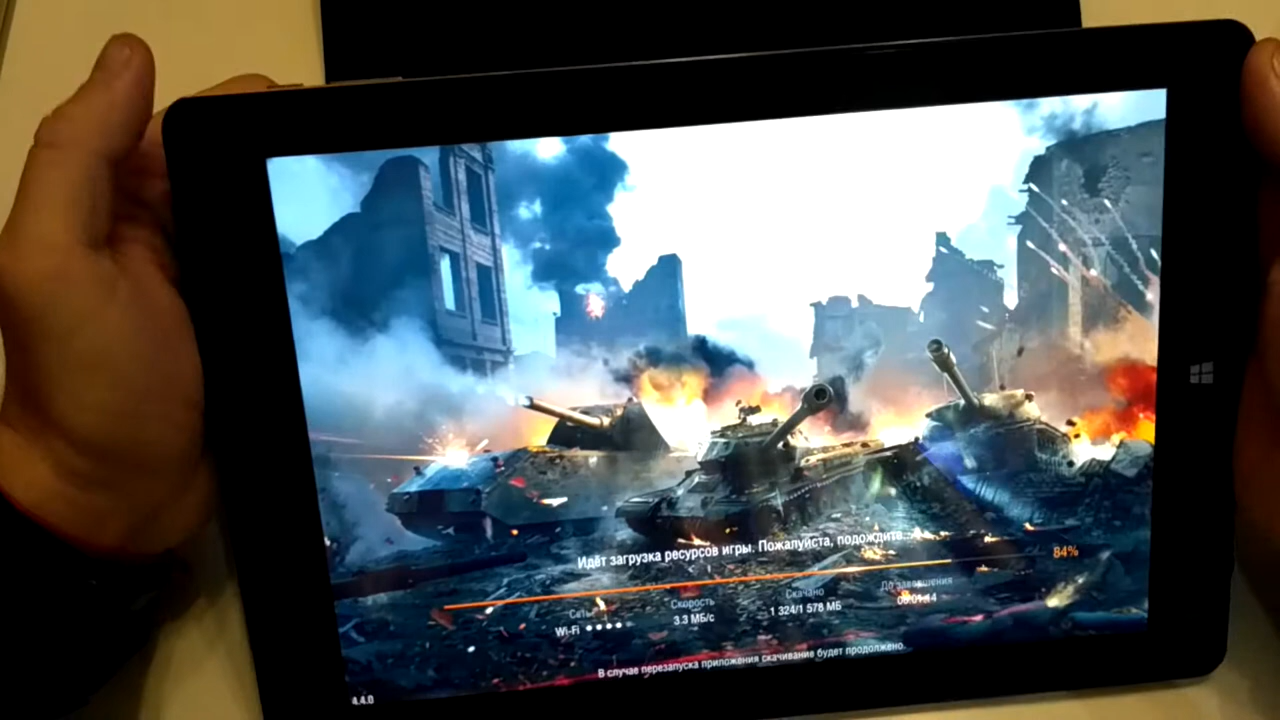 Идёт загрузка ресурсов игры. Пожалуйста, подождите...
84%
Сеть
Скорость
Скачано
До завершения
Wi-Fi
3.3 МБ/с
1 324/1 578 МБ
00:01:14
В случае перезапуска приложения скачивание будет продолжено.
4.4.0